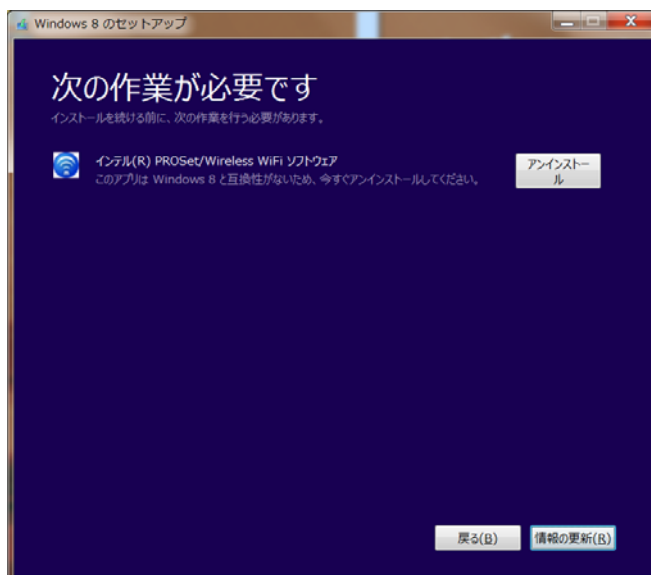 Windows 8 のセットアップ
次の作業が必要です
インストールを続ける前に、次の作業を行う必要があります。
インテル(R) PROSet/Wireless WiFi ソフトウェア
このアプリは Windows 8 と互換性がないため、今すぐアンインストールしてください。
アンインストー
ル
戻る(B)
情報の更新(R)